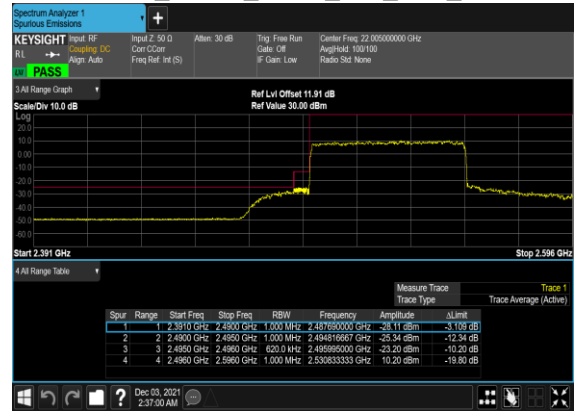 Spectrum Analyzer 1
Spurious Emissions
+
KEYSIGHT Input: RF Input Z: 50 Ω Atten: 30 dB Trig: Free Run Center Freq: 22.005000000 GHz
RL Coupling: DC Corr CCorr Gate: Off Avg|Hold: 100/100
Align: Auto Freq Ref: Int (S) IF Gain: Low Radio Std: None
PASS
3 All Range Graph
Ref Lvl Offset 11.91 dB
Scale/Div 10.0 dB Ref Value 30.00 dBm
Log
20.0
10.0
0.00
-10.0
-20.0
-30.0
-40.0
-50.0
-60.0
Start 2.391 GHz Stop 2.596 GHz
4 All Range Table
Measure Trace Trace 1
Trace Type Trace Average (Active)
Spur Range Start Freq Stop Freq RBW Frequency Amplitude ΔLimit
1 1 2.3910 GHz 2.4900 GHz 1.000 MHz 2.487690000 GHz -28.11 dBm -3.109 dB
2 2 2.4900 GHz 2.4950 GHz 1.000 MHz 2.494816667 GHz -25.34 dBm -12.34 dB
3 3 2.4950 GHz 2.4960 GHz 620.0 kHz 2.495995000 GHz -23.20 dBm -10.20 dB
4 4 2.4960 GHz 2.5960 GHz 1.000 MHz 2.530833333 GHz 10.20 dBm -19.80 dB
?
Dec 03, 2021
2:37:00 AM